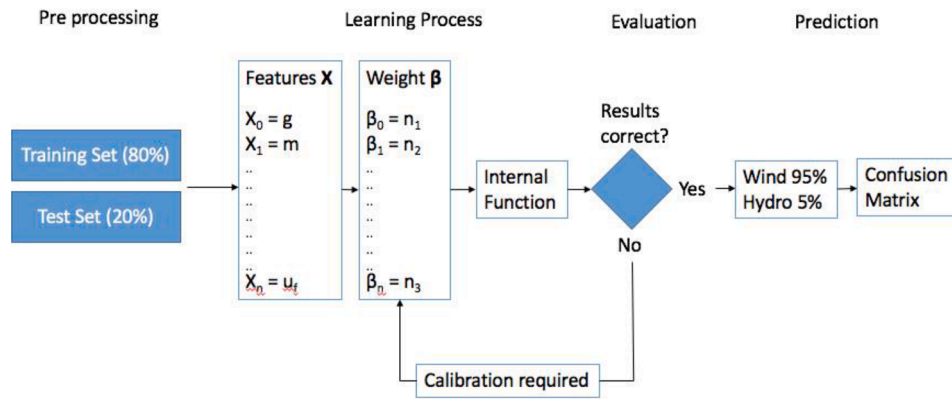 Pre processing
Learning Process
Evaluation
Prediction
Training Set (80%)
Test Set (20%)
Features X
X₀ = g
X₁ = m
..
..
..
..
..
..
..
Xₙ = u_f
Weight β
β₀ = n₁
β₁ = n₂
..
..
..
..
..
..
..
βₙ = n₃
Internal
Function
Results
correct?
Yes
No
Wind 95%
Hydro 5%
Confusion
Matrix
Calibration required